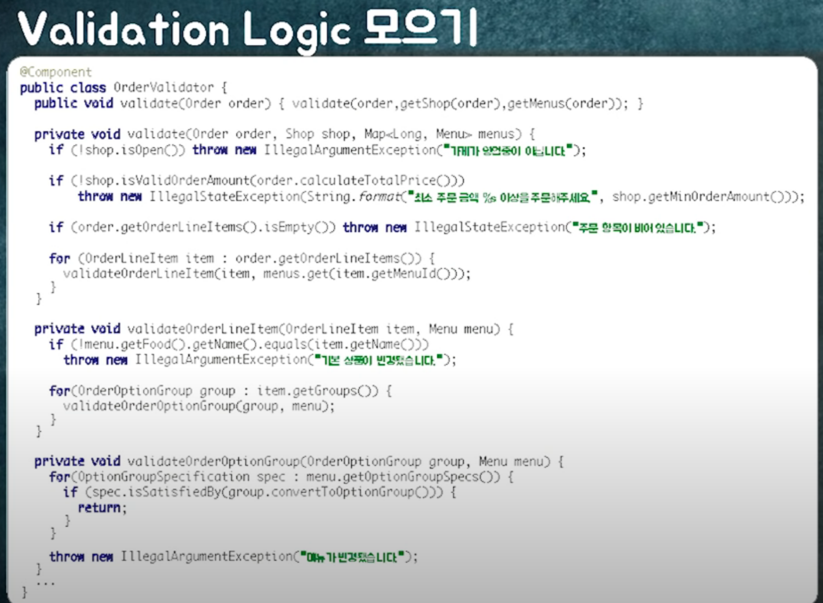 Validation Logic 모으기
@Component
public class OrderValidator {
public void validate(Order order) { validate(order,getShop(order),getMenus(order)); }
private void validate(Order order, Shop shop, Map<Long, Menu> menus) {
if (!shop.isOpen()) throw new IllegalArgumentException("가게가 영업중이 아닙니다.");
if (!shop.isValidOrderAmount(order.calculateTotalPrice()))
throw new IllegalStateException(String.format("최소 주문 금액 %s 이상을 주문해주세요.", shop.getMinOrderAmount()));
if (order.getOrderLineItems().isEmpty()) throw new IllegalStateException("주문 항목이 비어 있습니다.");
for (OrderLineItem item : order.getOrderLineItems()) {
validateOrderLineItem(item, menus.get(item.getMenuId()));
}
}
private void validateOrderLineItem(OrderLineItem item, Menu menu) {
if (!menu.getFood().getName().equals(item.getName()))
throw new IllegalArgumentException("기본 상품이 변경됐습니다.");
for(OrderOptionGroup group : item.getGroups()) {
validateOrderOptionGroup(group, menu);
}
}
private void validateOrderOptionGroup(OrderOptionGroup group, Menu menu) {
for(OptionGroupSpecification spec : menu.getOptionGroupSpecs()) {
if (spec.isSatisfiedBy(group.convertToOptionGroup())) {
return;
}
}
throw new IllegalArgumentException("메뉴가 변경됐습니다");
}
...
}